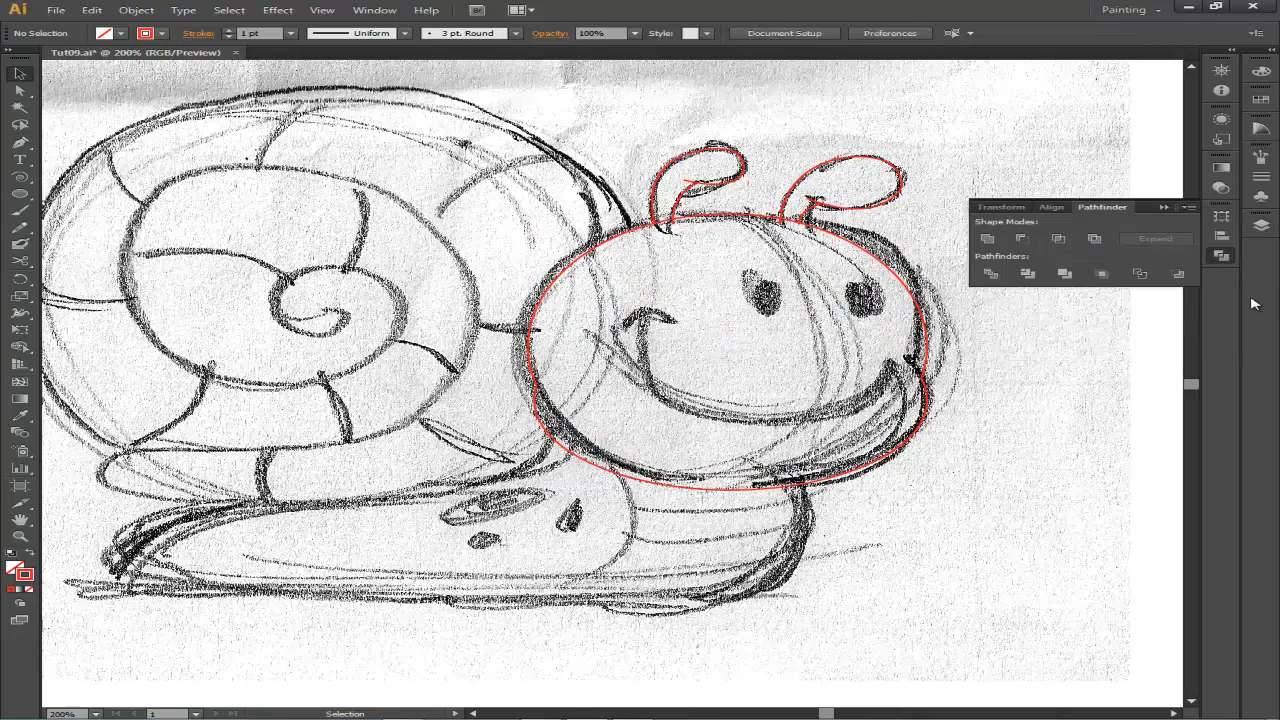 Ai File Edit Object Type Select Effect View Window Help Br Painting
No Selection Stroke: 1 pt Uniform 3 pt. Round Opacity: 100% Style: Document Setup Preferences
Tut09.ai* @ 200% (RGB/Preview) ×
Transform Align Pathfinder
Shape Modes:
Expand
Pathfinders:
200% 1 Selection